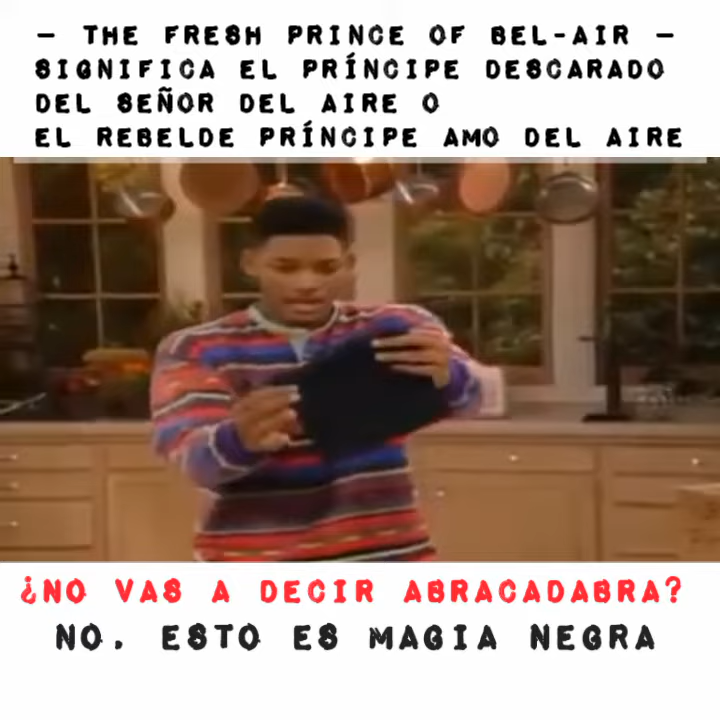 — THE FRESH PRINCE OF BEL-AIR —
SIGNIFICA EL PRÍNCIPE DESCARADO
DEL SEÑOR DEL AIRE O
EL REBELDE PRÍNCIPE AMO DEL AIRE
¿NO VAS A DECIR ABRACADABRA?
NO. ESTO ES MAGIA NEGRA